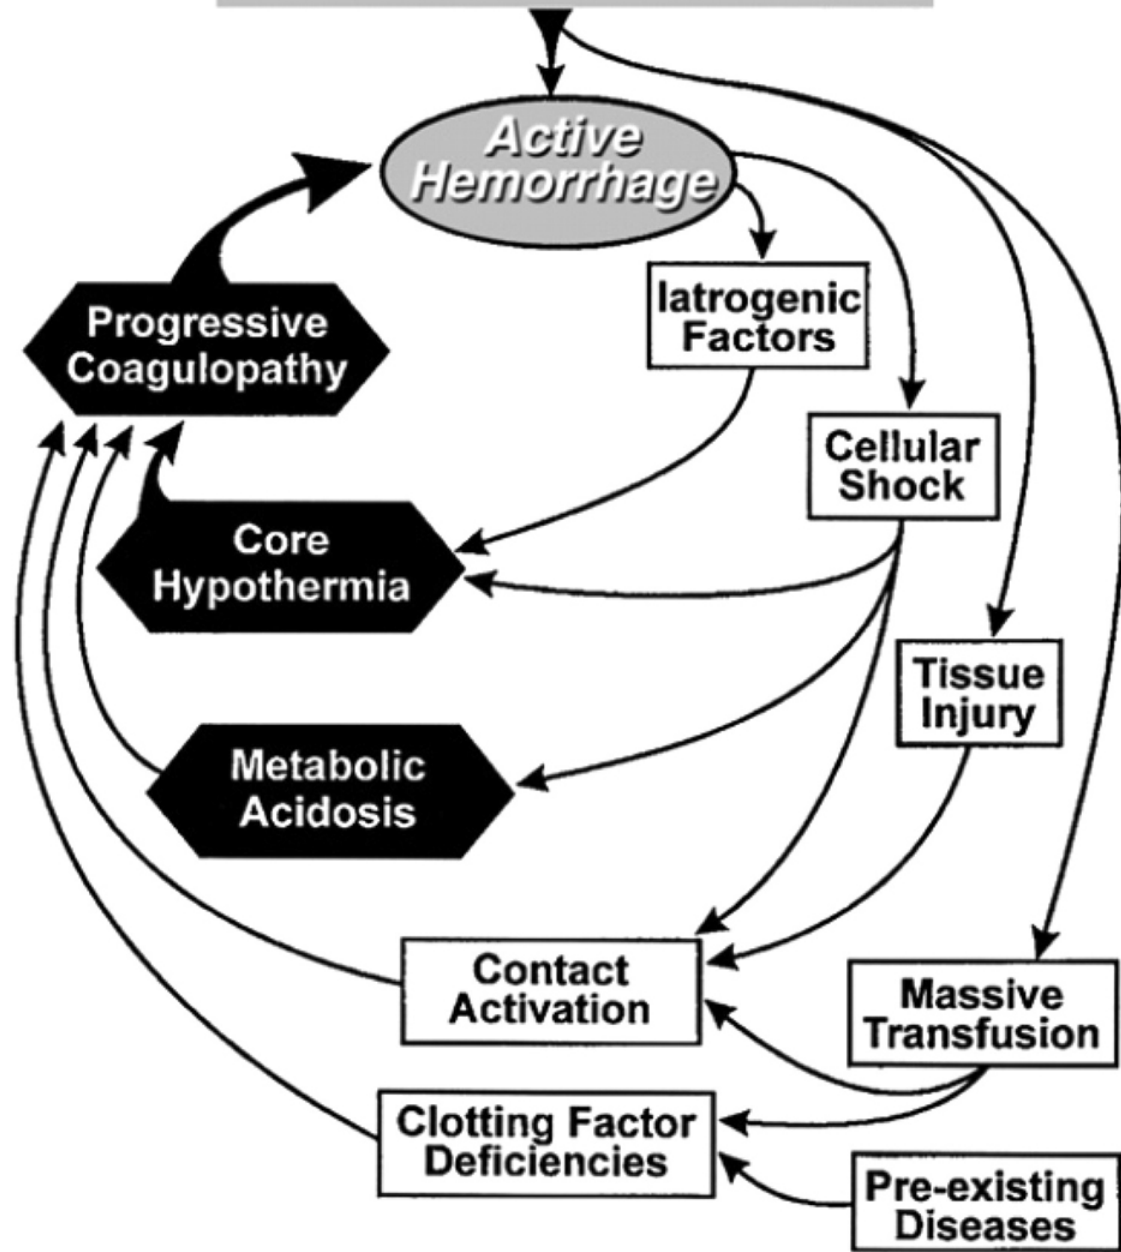 Active
Hemorrhage
Iatrogenic
Factors
Progressive
Coagulopathy
Cellular
Shock
Core
Hypothermia
Tissue
Injury
Metabolic
Acidosis
Contact
Activation
Massive
Transfusion
Clotting Factor
Deficiencies
Pre-existing
Diseases